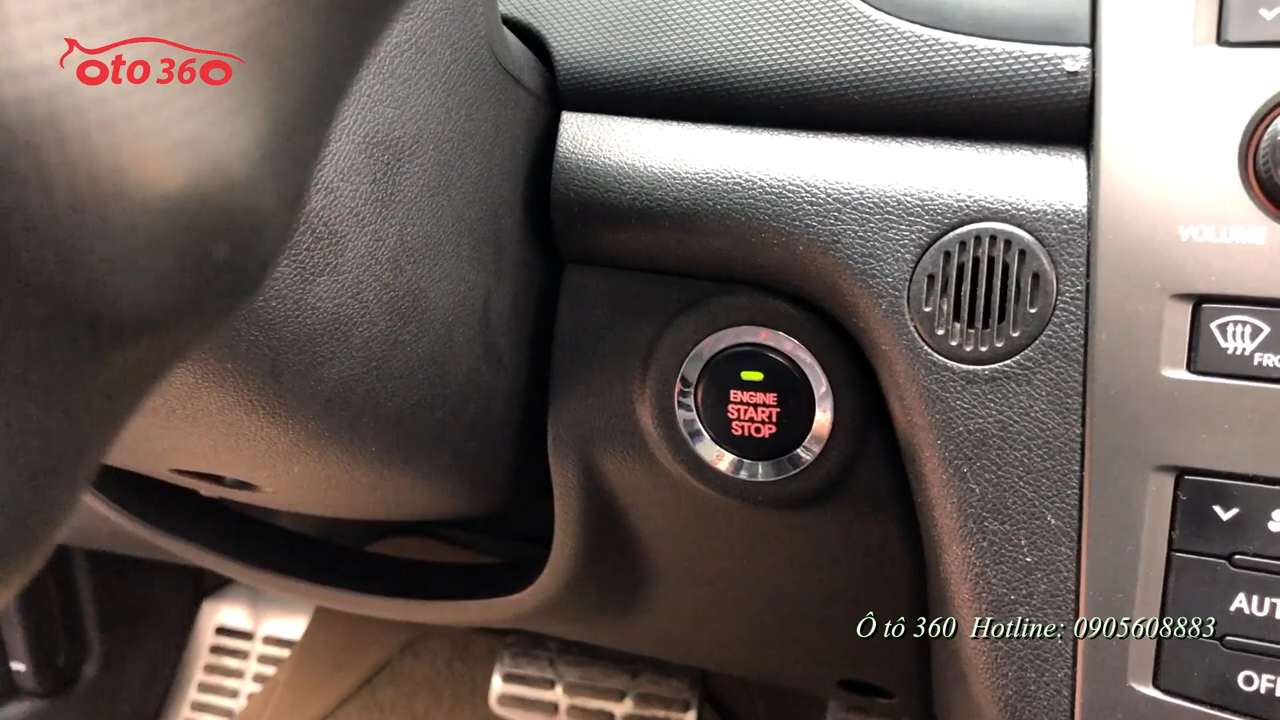 oto 360
VOLUME
ENGINE
START
STOP
Ô tô 360 Hotline: 0905608883